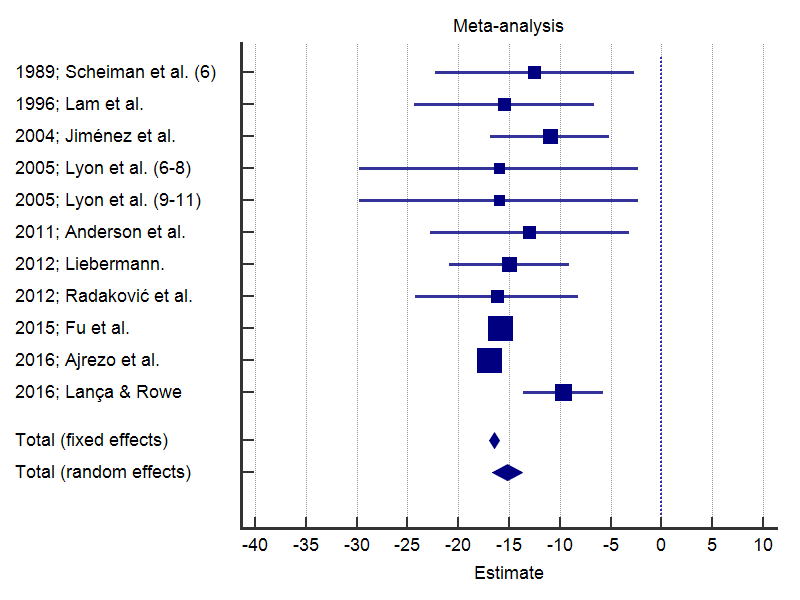 Meta-analysis
1989; Scheiman et al. (6)
1996; Lam et al.
2004; Jiménez et al.
2005; Lyon et al. (6-8)
2005; Lyon et al. (9-11)
2011; Anderson et al.
2012; Liebermann.
2012; Radaković et al.
2015; Fu et al.
2016; Ajrezo et al.
2016; Lança & Rowe
Total (fixed effects)
Total (random effects)
-40 -35 -30 -25 -20 -15 -10 -5 0 5 10
Estimate